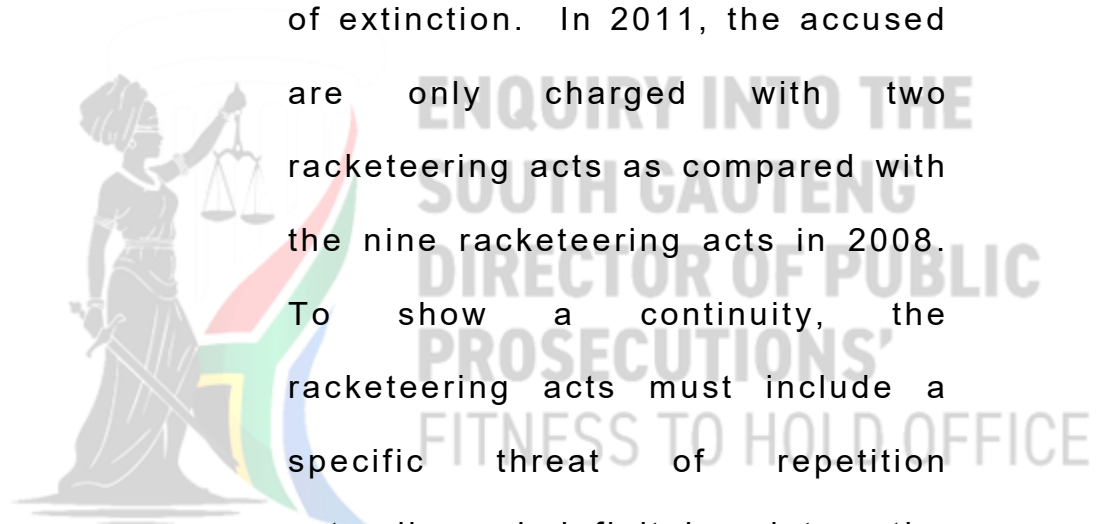 of extinction. In 2011, the accused
are only charged with two
racketeering acts as compared with
the nine racketeering acts in 2008.
To show a continuity, the
racketeering acts must include a
specific threat of repetition
ENQUIRY INTO THE
SOUTH GAUTENG
DIRECTOR OF PUBLIC
PROSECUTIONS’
FITNESS TO HOLD OFFICE